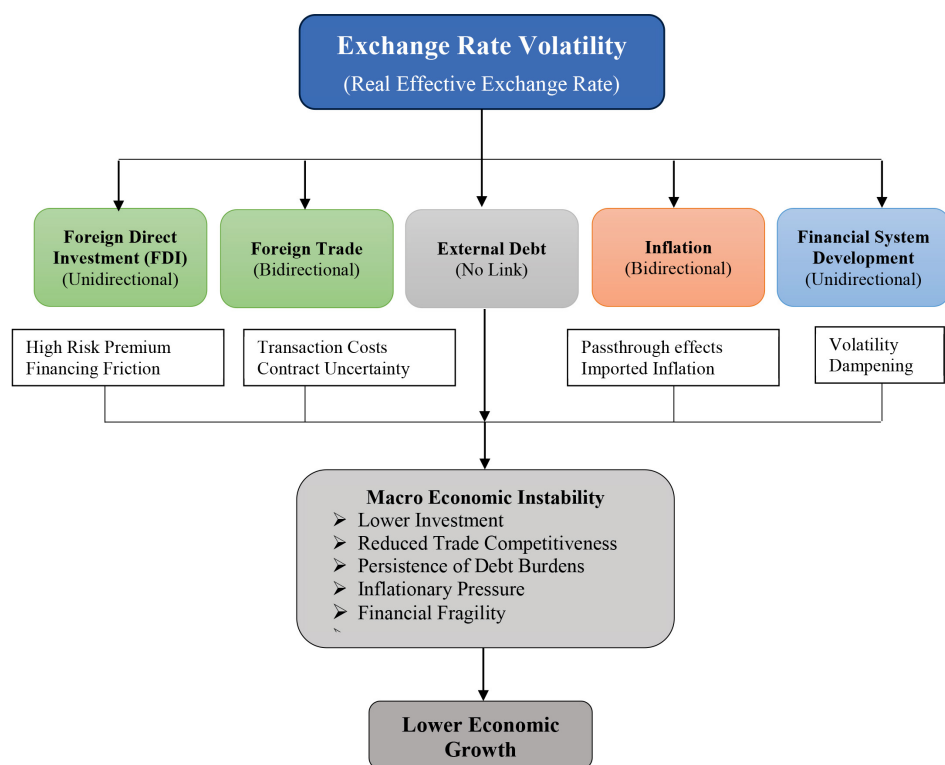 Exchange Rate Volatility
(Real Effective Exchange Rate)
Foreign Direct
Investment (FDI)
(Unidirectional)
Foreign Trade
(Bidirectional)
External Debt
(No Link)
Inflation
(Bidirectional)
Financial System
Development
(Unidirectional)
High Risk Premium
Financing Friction
Transaction Costs
Contract Uncertainty
Passthrough effects
Imported Inflation
Volatility
Dampening
Macro Economic Instability
➢ Lower Investment
➢ Reduced Trade Competitiveness
➢ Persistence of Debt Burdens
➢ Inflationary Pressure
➢ Financial Fragility
Lower Economic
Growth